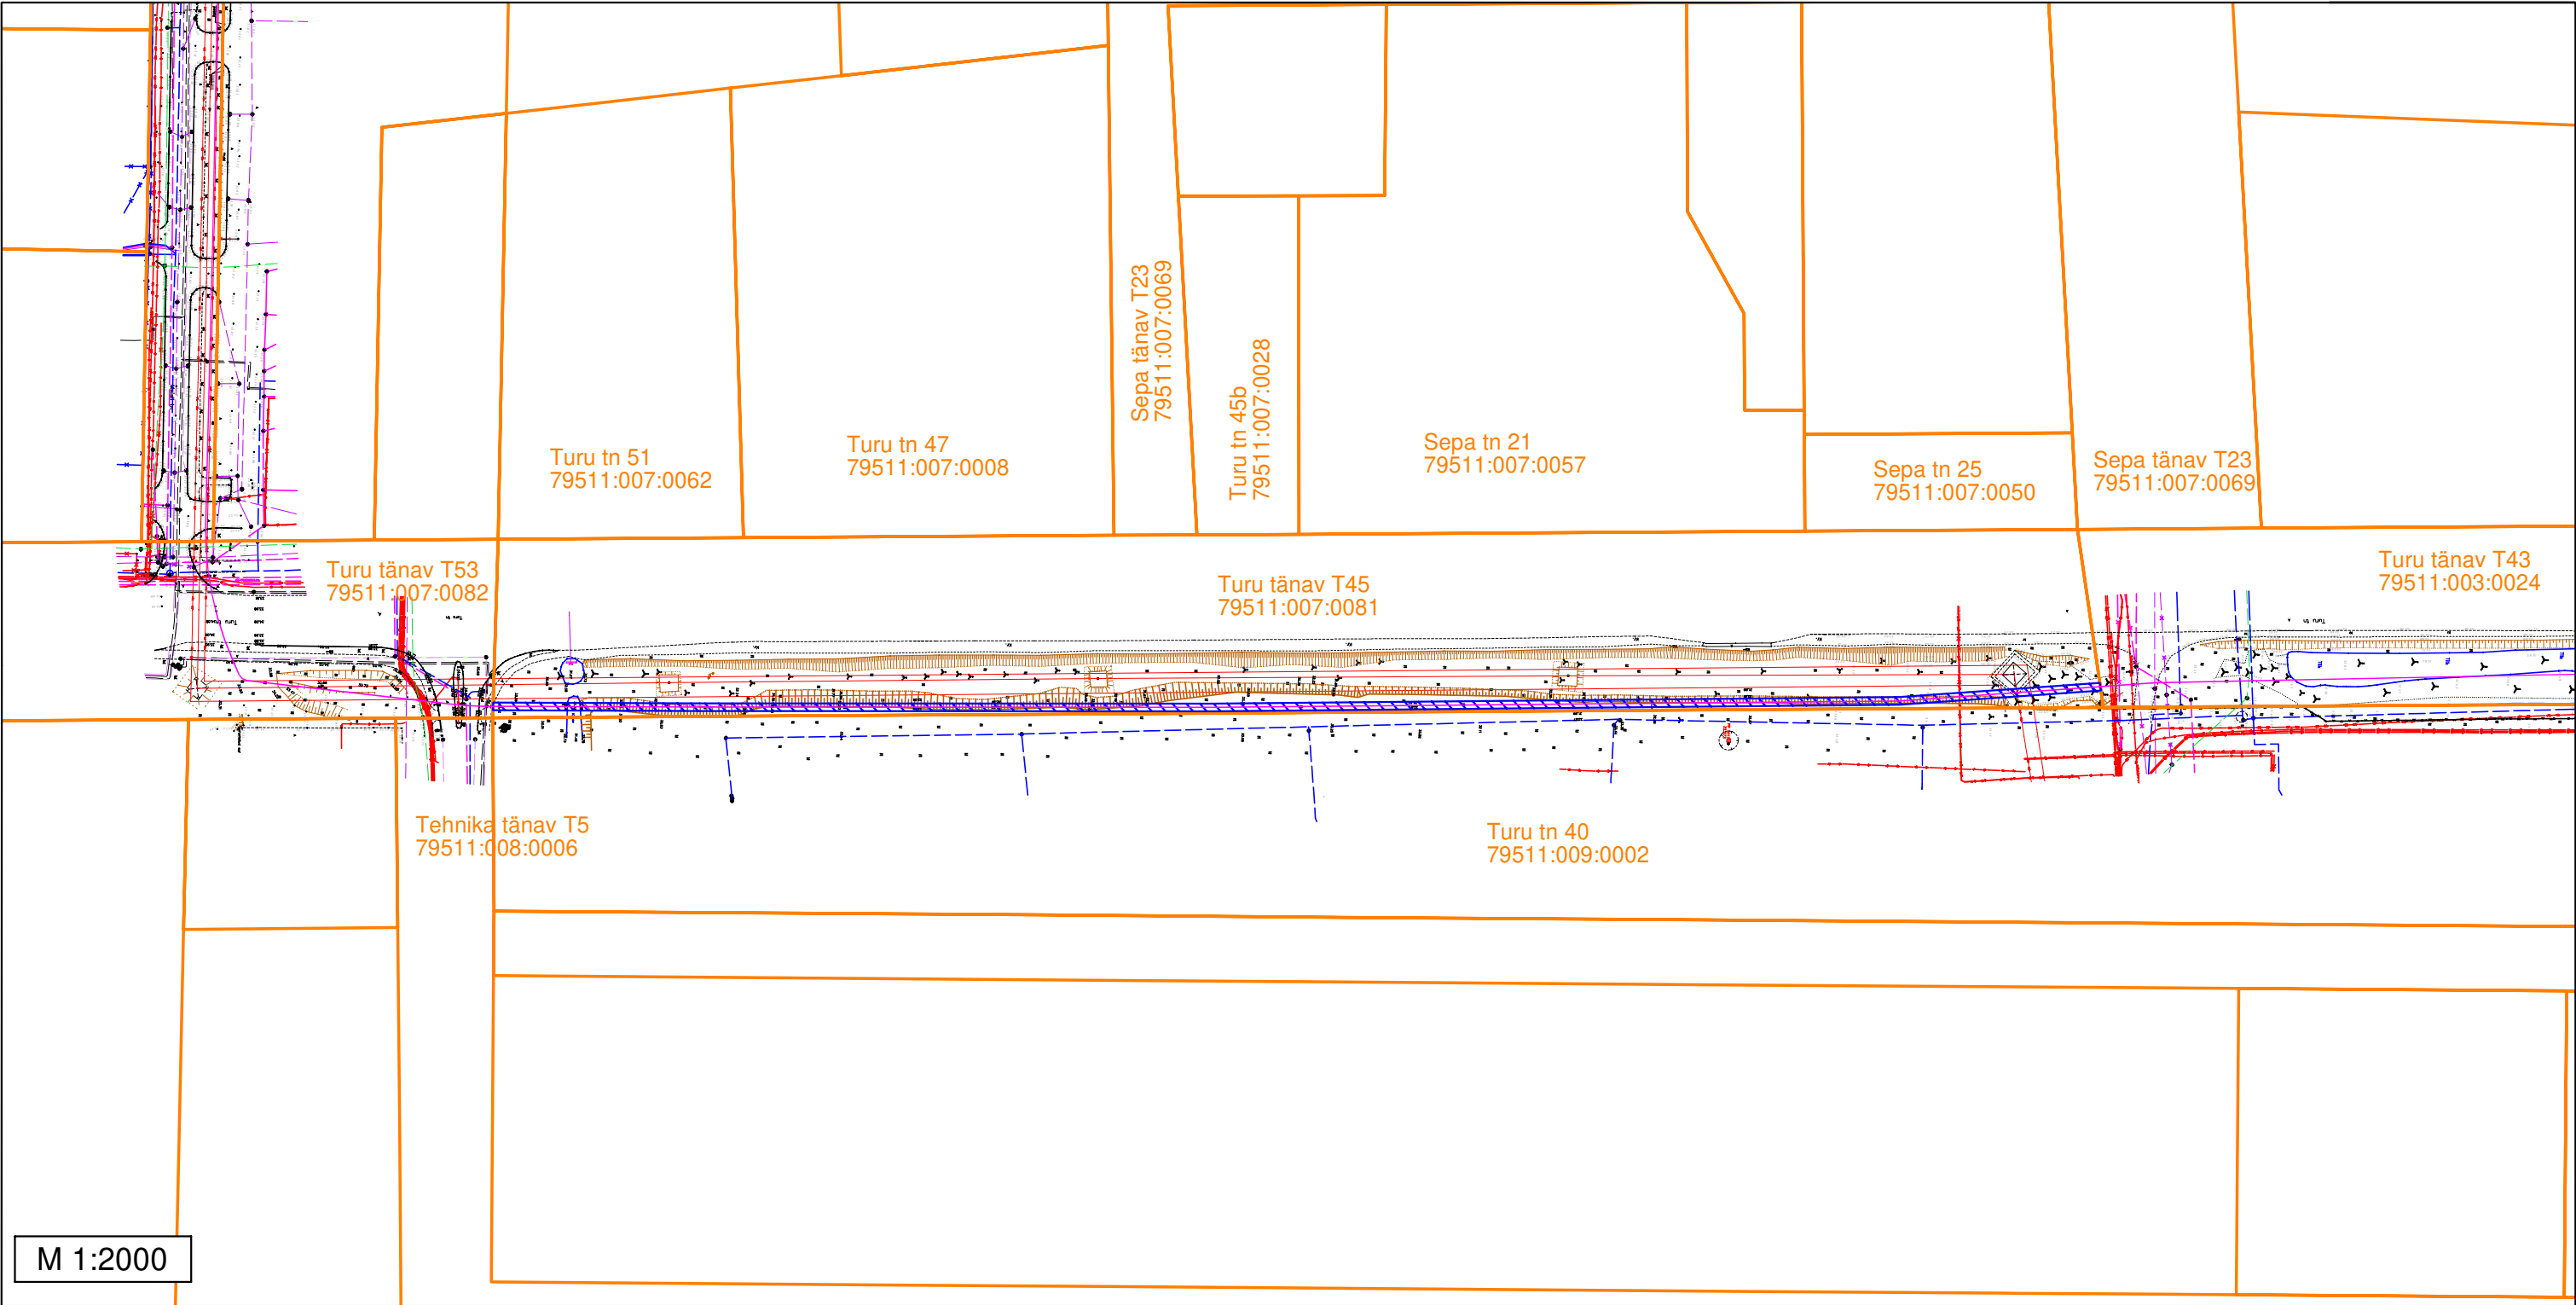 Sepa tänav T23
79511:007:0069
Turu tn 45b
79511:007:0028
Turu tn 51
79511:007:0062
Turu tn 47
79511:007:0008
Sepa tn 21
79511:007:0057
Sepa tn 25
79511:007:0050
Sepa tänav T23
79511:007:0069
Turu tänav T53
79511:007:0082
Turu tänav T45
79511:007:0081
Turu tänav T43
79511:003:0024
Tehnika tänav T5
79511:008:0006
Turu tn 40
79511:009:0002
M 1:2000